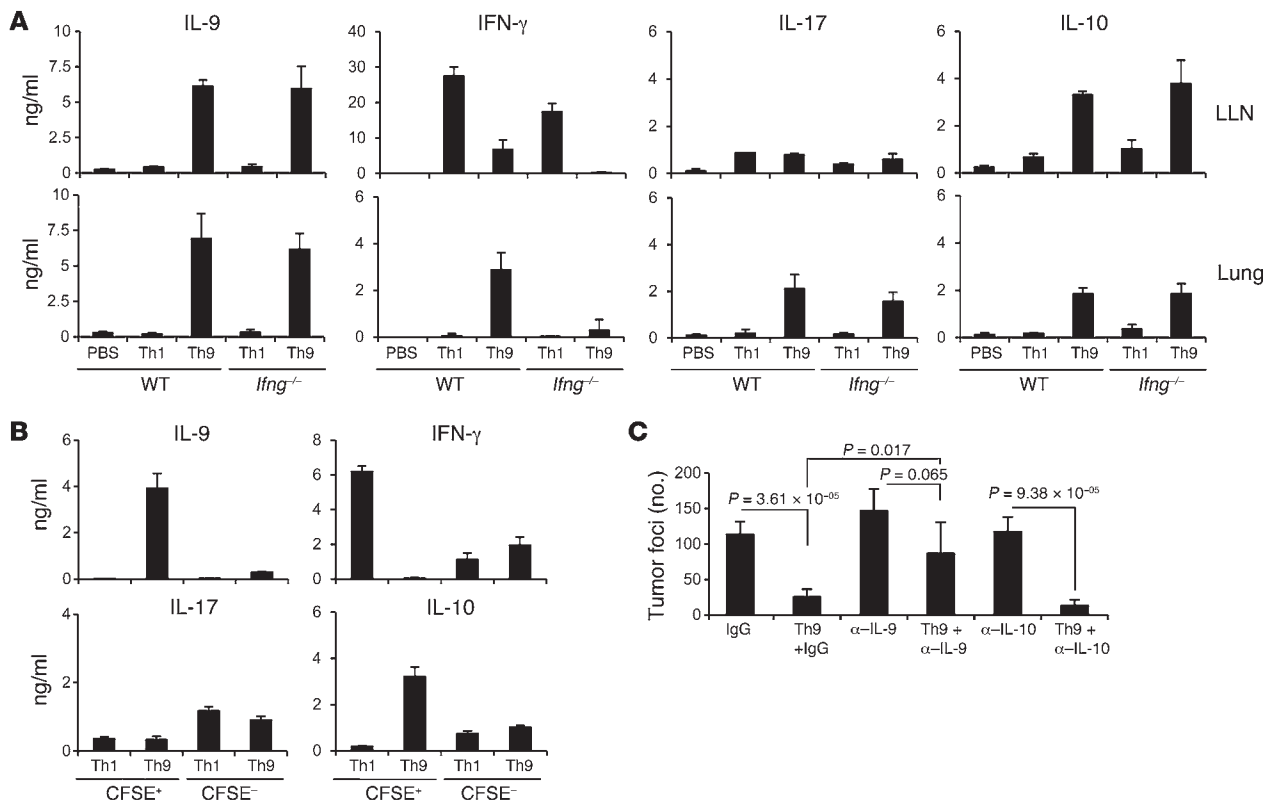 A
IL-9
IFN-γ
IL-17
IL-10
ng/ml
10
7.5
5
2.5
0
40
30
20
10
0
6
4
2
0
6
4
2
0
LLN
ng/ml
10
7.5
5
2.5
0
6
4
2
0
6
4
2
0
6
4
2
0
Lung
PBS Th1 Th9 Th1 Th9
WT Ifng⁻/⁻
PBS Th1 Th9 Th1 Th9
WT Ifng⁻/⁻
PBS Th1 Th9 Th1 Th9
WT Ifng⁻/⁻
PBS Th1 Th9 Th1 Th9
WT Ifng⁻/⁻
B
IL-9
IFN-γ
ng/ml
6
4
2
0
8
6
4
2
0
IL-17
IL-10
ng/ml
4
2
0
6
4
2
0
Th1 Th9 Th1 Th9
CFSE⁺ CFSE⁻
Th1 Th9 Th1 Th9
CFSE⁺ CFSE⁻
C
Tumor foci (no.)
200
150
100
50
0
P = 3.61 × 10⁻⁰⁵
P = 0.017
P = 0.065
P = 9.38 × 10⁻⁰⁵
IgG
Th9
+IgG
α–IL-9
Th9 +
α–IL-9
α–IL-10
Th9 +
α–IL-10